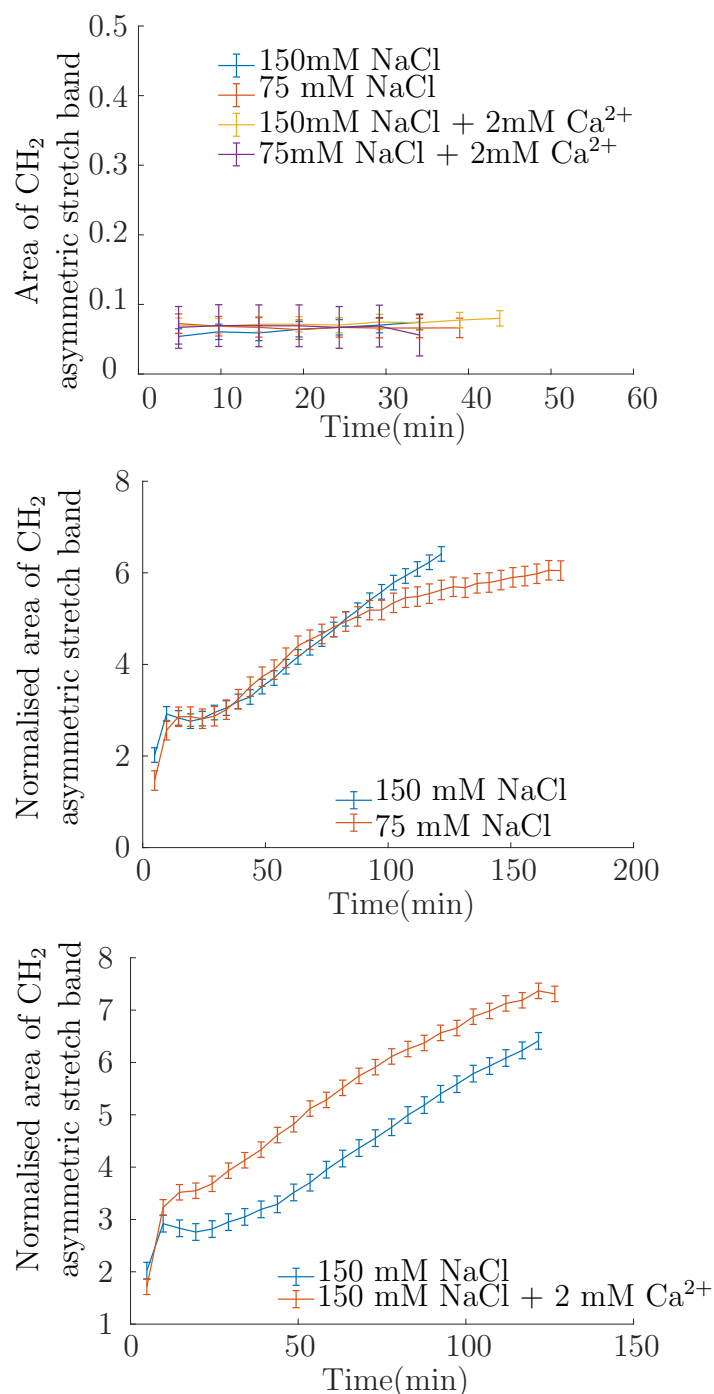 0.5
0.4
0.3
0.2
0.1
0
Area of CH₂
asymmetric stretch band
150mM NaCl
75 mM NaCl
150mM NaCl + 2mM Ca²⁺
75mM NaCl + 2mM Ca²⁺
0 10 20 30 40 50 60
Time(min)
8
6
4
2
0
Normalised area of CH₂
asymmetric stretch band
150 mM NaCl
75 mM NaCl
0 50 100 150 200
Time(min)
8
7
6
5
4
3
2
1
Normalised area of CH₂
asymmetric stretch band
150 mM NaCl
150 mM NaCl + 2 mM Ca²⁺
0 50 100 150
Time(min)